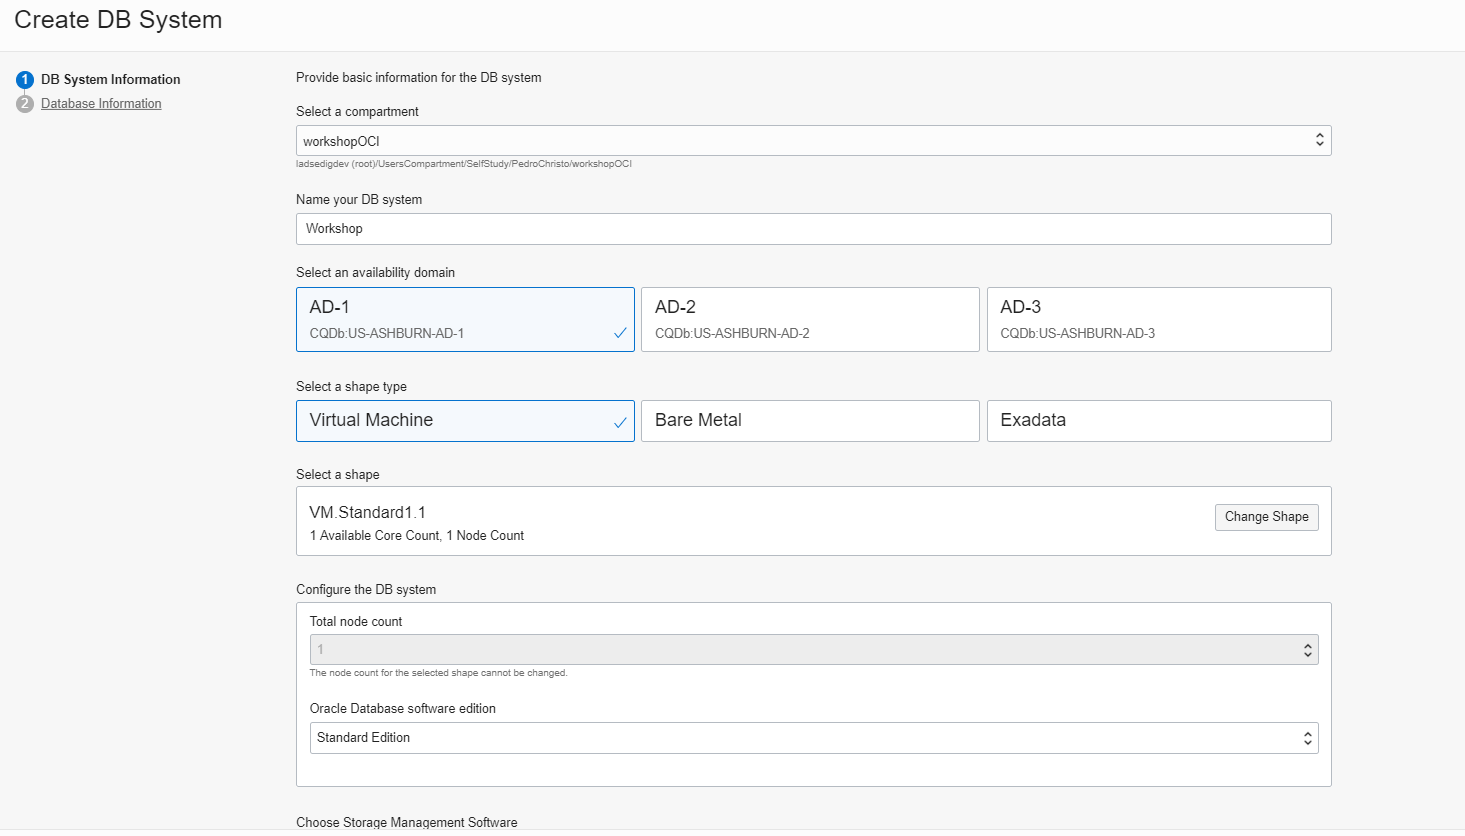 Create DB System
1 DB System Information
2 Database Information
Provide basic information for the DB system
Select a compartment
workshopOCI
ladsedigdev (root)/UsersCompartment/SelfStudy/PedroChristo/workshopOCI
Name your DB system
Workshop
Select an availability domain
AD-1
CQDb:US-ASHBURN-AD-1
AD-2
CQDb:US-ASHBURN-AD-2
AD-3
CQDb:US-ASHBURN-AD-3
Select a shape type
Virtual Machine
Bare Metal
Exadata
Select a shape
VM.Standard1.1
1 Available Core Count, 1 Node Count
Change Shape
Configure the DB system
Total node count
1
The node count for the selected shape cannot be changed.
Oracle Database software edition
Standard Edition
Choose Storage Management Software